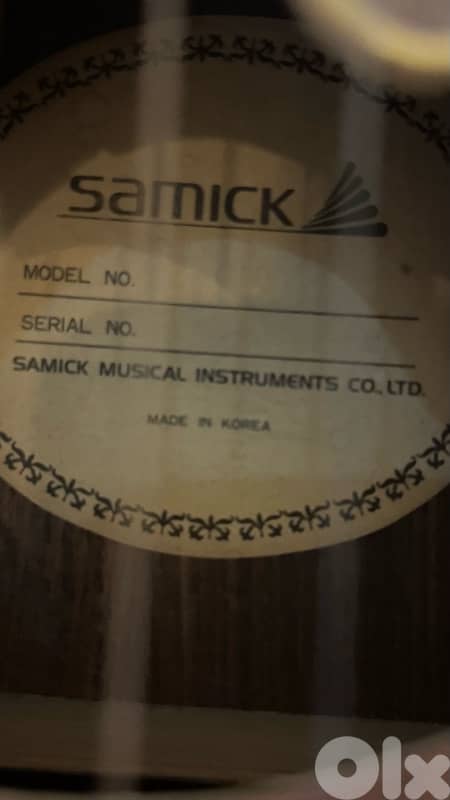 samick
MODEL NO.
SERIAL NO.
SAMICK MUSICAL INSTRUMENTS CO., LTD.
MADE IN KOREA
Olx